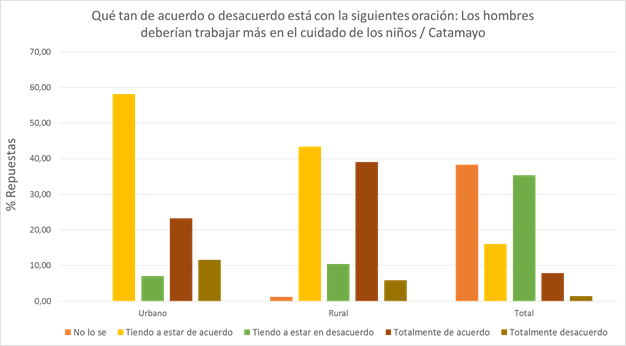 Qué tan de acuerdo o desacuerdo está con la siguientes oración: Los hombres
deberían trabajar más en el cuidado de los niños / Catamayo
70,00
60,00
50,00
40,00
30,00
20,00
10,00
0,00
% Repuestas
Urbano Rural Total
No lo se Tiendo a estar de acuerdo Tiendo a estar en desacuerdo Totalmente de acuerdo Totalmente desacuerdo